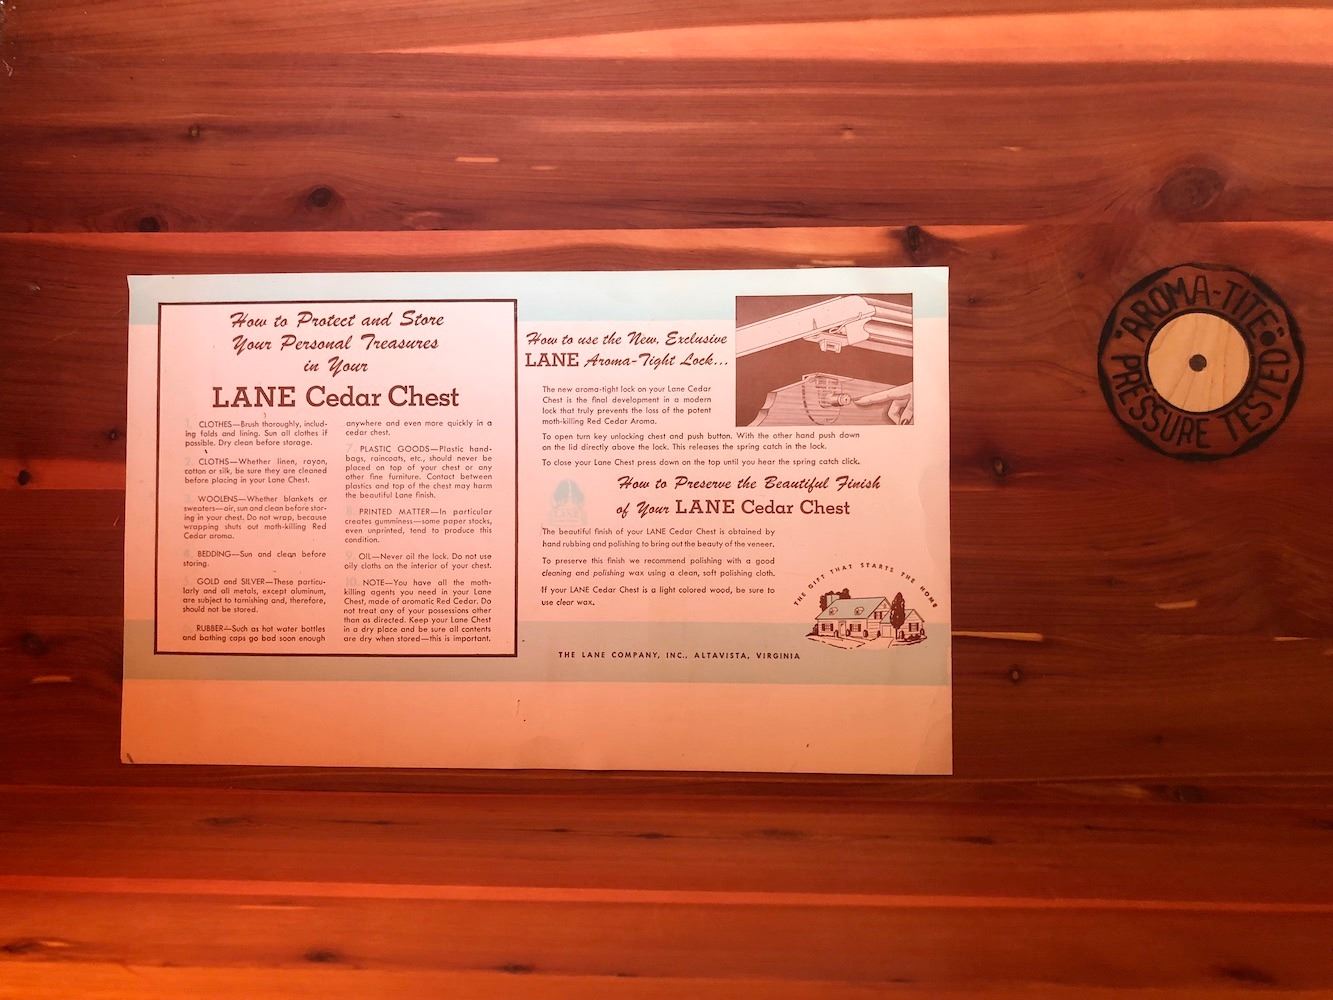 How to Protect and Store
Your Personal Treasures
in Your
LANE Cedar Chest
1. CLOTHES—Brush thoroughly, includ-
ing folds and lining. Sun all clothes if
possible. Dry clean before storage.
2. CLOTHS—Whether linen, rayon,
cotton or silk, be sure they are cleaned
before placing in your Lane Chest.
3. WOOLENS—Whether blankets or
sweaters—air, sun and clean before stor-
ing in your chest. Do not wrap, because
wrapping shuts out moth-killing Red
Cedar aroma.
4. BEDDING—Sun and clean before
storing.
5. GOLD and SILVER—These particu-
larly and all metals, except aluminum,
are subject to tarnishing and, therefore,
should not be stored.
6. RUBBER—Such as hot water bottles
and bathing caps go bad soon enough
anywhere and even more quickly in a
cedar chest.
7. PLASTIC GOODS—Plastic hand-
bags, raincoats, etc., should never be
placed on top of your chest or any
other fine furniture. Contact between
plastics and top of the chest may harm
the beautiful Lane finish.
8. PRINTED MATTER—In particular
creates gumminess—some paper stocks,
even unprinted, tend to produce this
condition.
9. OIL—Never oil the lock. Do not use
oily cloths on the interior of your chest.
10. NOTE—You have all the moth-
killing agents you need in your Lane
Chest, made of aromatic Red Cedar. Do
not treat any of your possessions other
than as directed. Keep your Lane Chest
in a dry place and be sure all contents
are dry when stored—this is important.
How to use the New, Exclusive
LANE Aroma-Tight Lock...
The new aroma-tight lock on your Lane Cedar
Chest is the final development in a modern
lock that truly prevents the loss of the potent
moth-killing Red Cedar Aroma.
To open turn key unlocking chest and push button. With the other hand push down
on the lid directly above the lock. This releases the spring catch in the lock.
To close your Lane Chest press down on the top until you hear the spring catch click.
How to Preserve the Beautiful Finish
of Your LANE Cedar Chest
The beautiful finish of your LANE Cedar Chest is obtained by
hand rubbing and polishing to bring out the beauty of the veneer.
To preserve this finish we recommend polishing with a good
cleaning and polishing wax using a clean, soft polishing cloth.
If your LANE Cedar Chest is a light colored wood, be sure to
use clear wax.
THE GIFT THAT STARTS THE HOME
THE LANE COMPANY, INC., ALTAVISTA, VIRGINIA
"AROMA-TITE"
PRESSURE TESTED